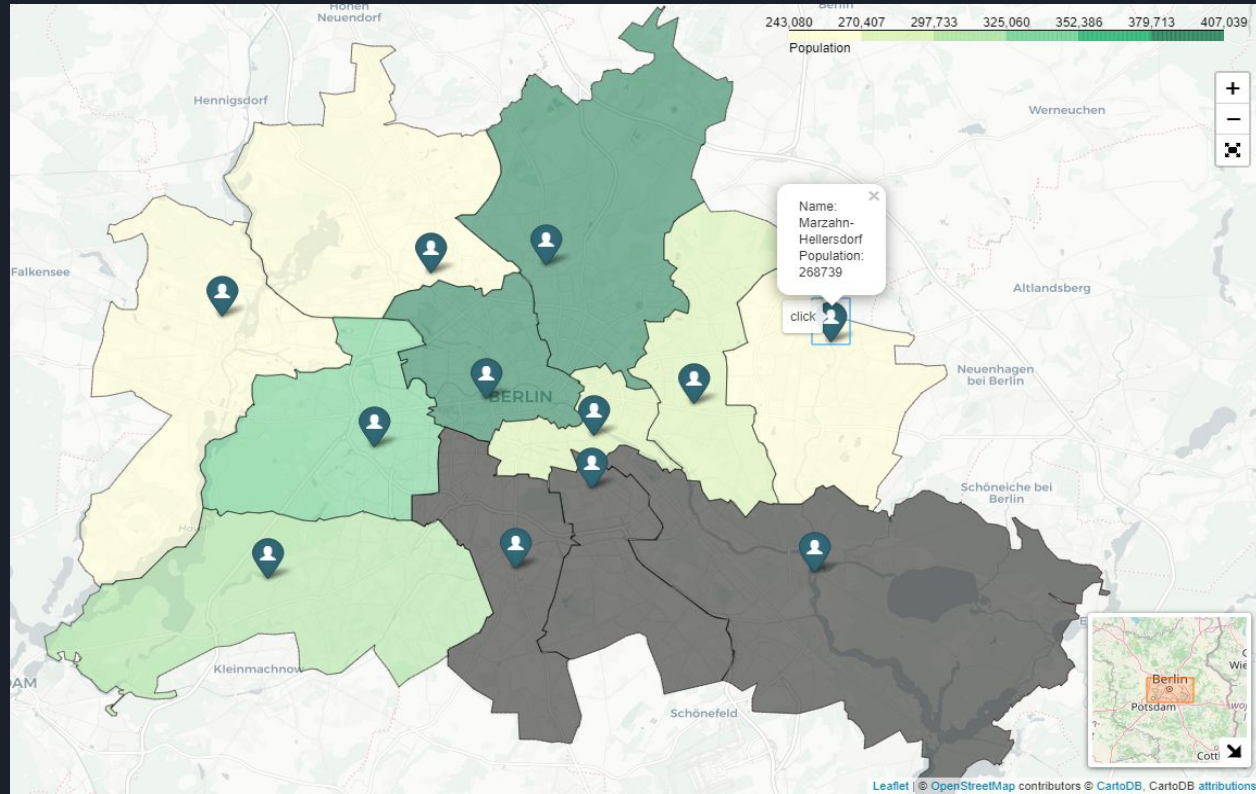 Hohen
Neuendorf
Berlin
243,080 270,407 297,733 325,060 352,386 379,713 407,039
Population
+
−
Hennigsdorf
Werneuchen
×
Name:
Marzahn-
Hellersdorf
Population:
268739
Falkensee
Altlandsberg
click
Neuenhagen
bei Berlin
BERLIN
Schöneiche bei
Berlin
Havel
Kleinmachnow
DAM
Schönefeld
Berlin
Potsdam
Cott
Leaflet | © OpenStreetMap contributors © CartoDB, CartoDB attributions